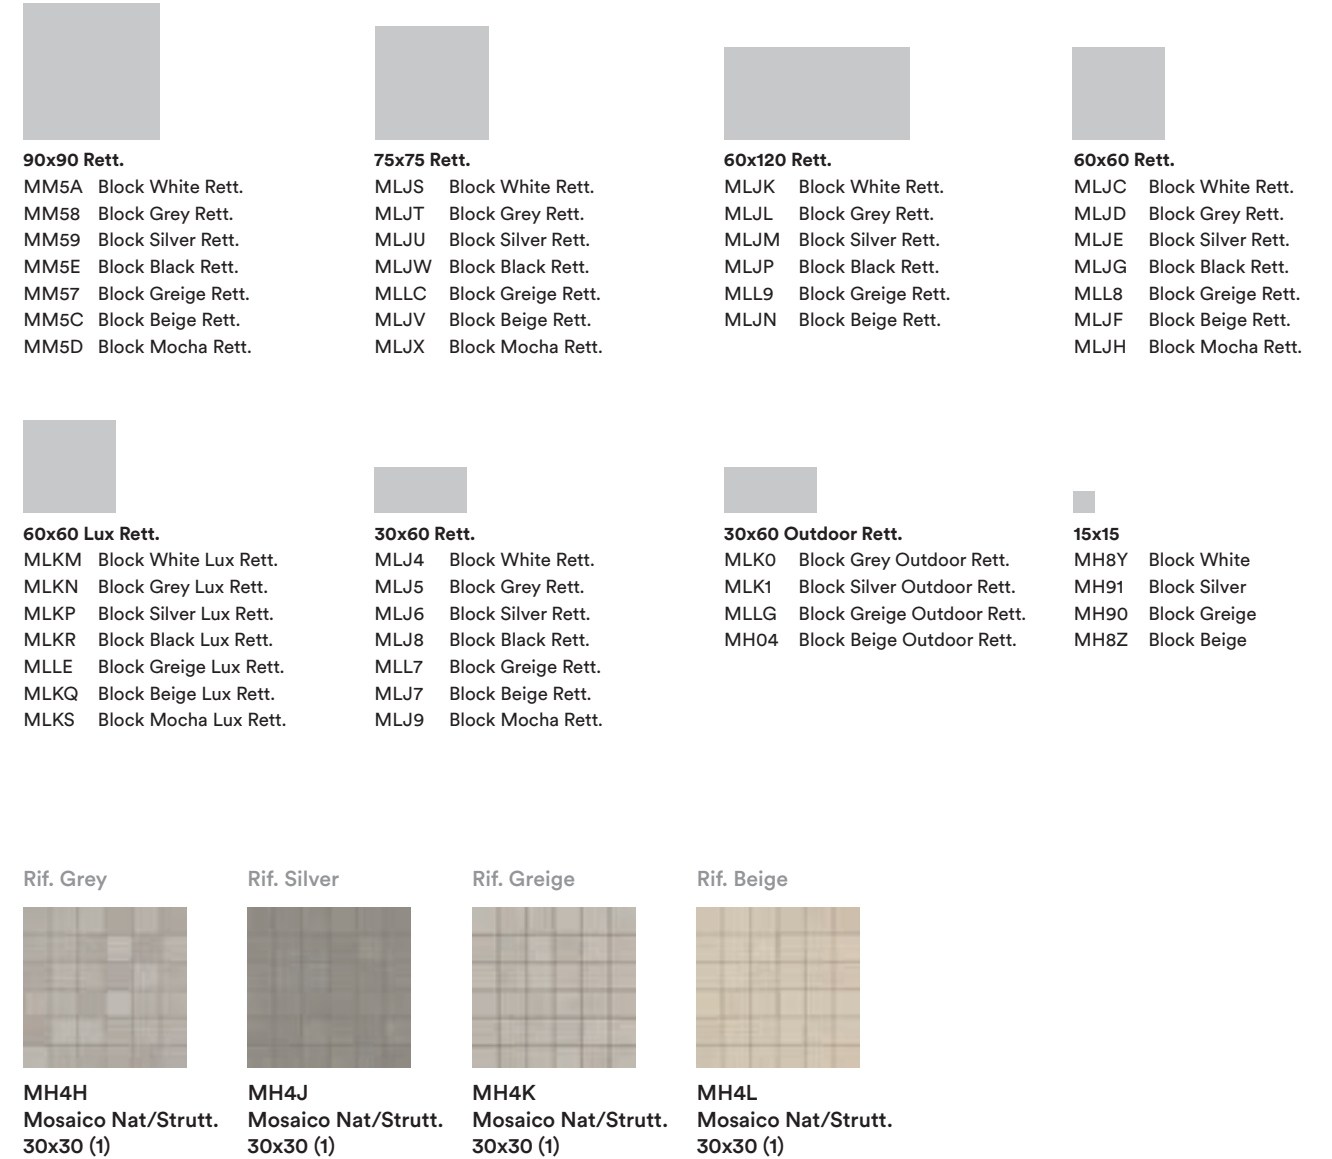 90x90 Rett.
MM5A Block White Rett.
MM58 Block Grey Rett.
MM59 Block Silver Rett.
MM5E Block Black Rett.
MM57 Block Greige Rett.
MM5C Block Beige Rett.
MM5D Block Mocha Rett.
75x75 Rett.
MLJS Block White Rett.
MLJT Block Grey Rett.
MLJU Block Silver Rett.
MLJW Block Black Rett.
MLLC Block Greige Rett.
MLJV Block Beige Rett.
MLJX Block Mocha Rett.
60x120 Rett.
MLJK Block White Rett.
MLJL Block Grey Rett.
MLJM Block Silver Rett.
MLJP Block Black Rett.
MLL9 Block Greige Rett.
MLJN Block Beige Rett.
60x60 Rett.
MLJC Block White Rett.
MLJD Block Grey Rett.
MLJE Block Silver Rett.
MLJG Block Black Rett.
MLL8 Block Greige Rett.
MLJF Block Beige Rett.
MLJH Block Mocha Rett.
60x60 Lux Rett.
MLKM Block White Lux Rett.
MLKN Block Grey Lux Rett.
MLKP Block Silver Lux Rett.
MLKR Block Black Lux Rett.
MLLE Block Greige Lux Rett.
MLKQ Block Beige Lux Rett.
MLKS Block Mocha Lux Rett.
30x60 Rett.
MLJ4 Block White Rett.
MLJ5 Block Grey Rett.
MLJ6 Block Silver Rett.
MLJ8 Block Black Rett.
MLL7 Block Greige Rett.
MLJ7 Block Beige Rett.
MLJ9 Block Mocha Rett.
30x60 Outdoor Rett.
MLK0 Block Grey Outdoor Rett.
MLK1 Block Silver Outdoor Rett.
MLLG Block Greige Outdoor Rett.
MH04 Block Beige Outdoor Rett.
15x15
MH8Y Block White
MH91 Block Silver
MH90 Block Greige
MH8Z Block Beige
Rif. Grey
MH4H
Mosaico Nat/Strutt.
30x30 (1)
Rif. Silver
MH4J
Mosaico Nat/Strutt.
30x30 (1)
Rif. Greige
MH4K
Mosaico Nat/Strutt.
30x30 (1)
Rif. Beige
MH4L
Mosaico Nat/Strutt.
30x30 (1)